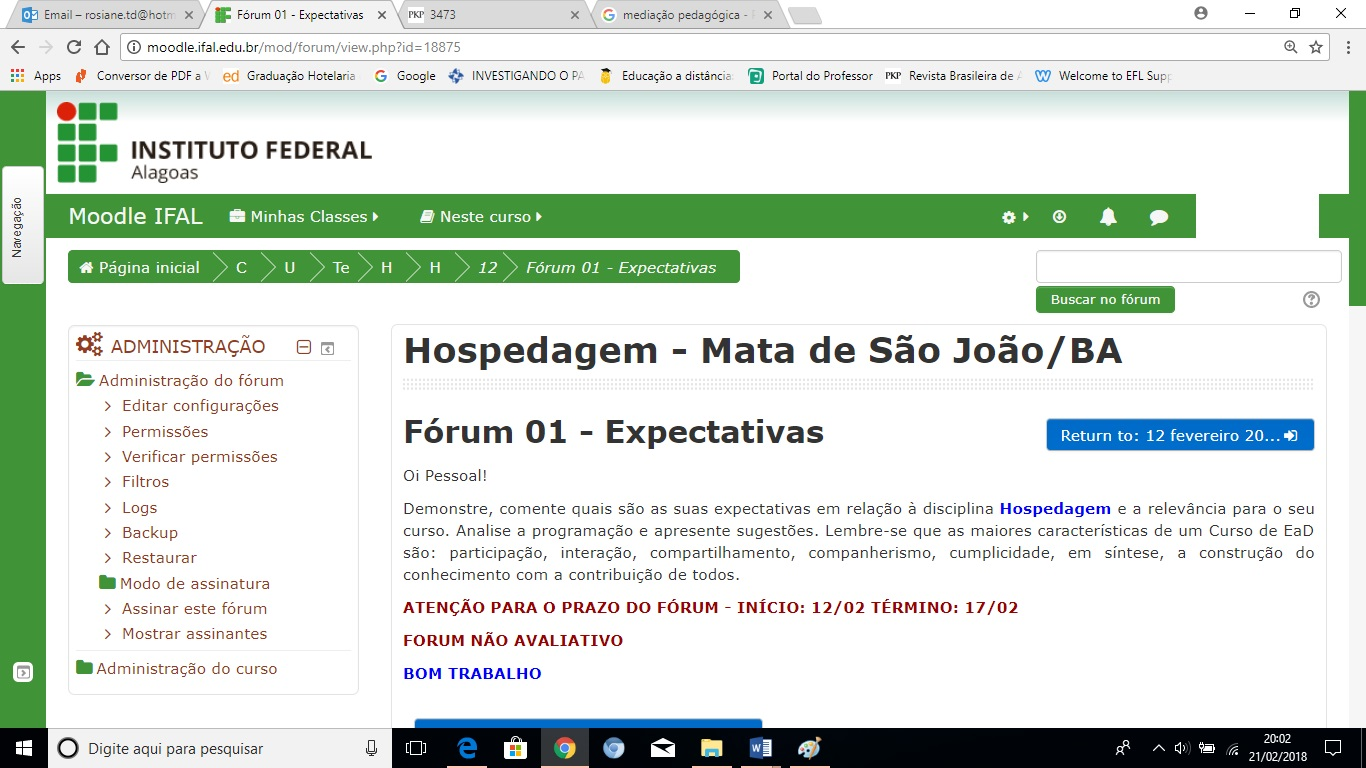 Email – rosiane.td@hotm
Fórum 01 - Expectativas
PKP 3473
mediação pedagógica -
moodle.ifal.edu.br/mod/forum/view.php?id=18875
Apps
Conversor de PDF a
ed Graduação Hotelaria
Google
INVESTIGANDO O PA
Educação a distância:
Portal do Professor
PKP Revista Brasileira de
Welcome to EFL Supp
INSTITUTO FEDERAL
Alagoas
Navegação
Moodle IFAL
Minhas Classes
Neste curso
Página inicial
C
U
Te
H
H
12
Fórum 01 - Expectativas
Buscar no fórum
ADMINISTRAÇÃO
Administração do fórum
Editar configurações
Permissões
Verificar permissões
Filtros
Logs
Backup
Restaurar
Modo de assinatura
Assinar este fórum
Mostrar assinantes
Administração do curso
Hospedagem - Mata de São João/BA
Fórum 01 - Expectativas
Return to: 12 fevereiro 20...
Oi Pessoal!
Demonstre, comente quais são as suas expectativas em relação à disciplina Hospedagem e a relevância para o seu
curso. Analise a programação e apresente sugestões. Lembre-se que as maiores características de um Curso de EaD
são: participação, interação, compartilhamento, companherismo, cumplicidade, em síntese, a construção do
conhecimento com a contribuição de todos.
ATENÇÃO PARA O PRAZO DO FÓRUM - INÍCIO: 12/02 TÉRMINO: 17/02
FORUM NÃO AVALIATIVO
BOM TRABALHO
Digite aqui para pesquisar
20:02
21/02/2018